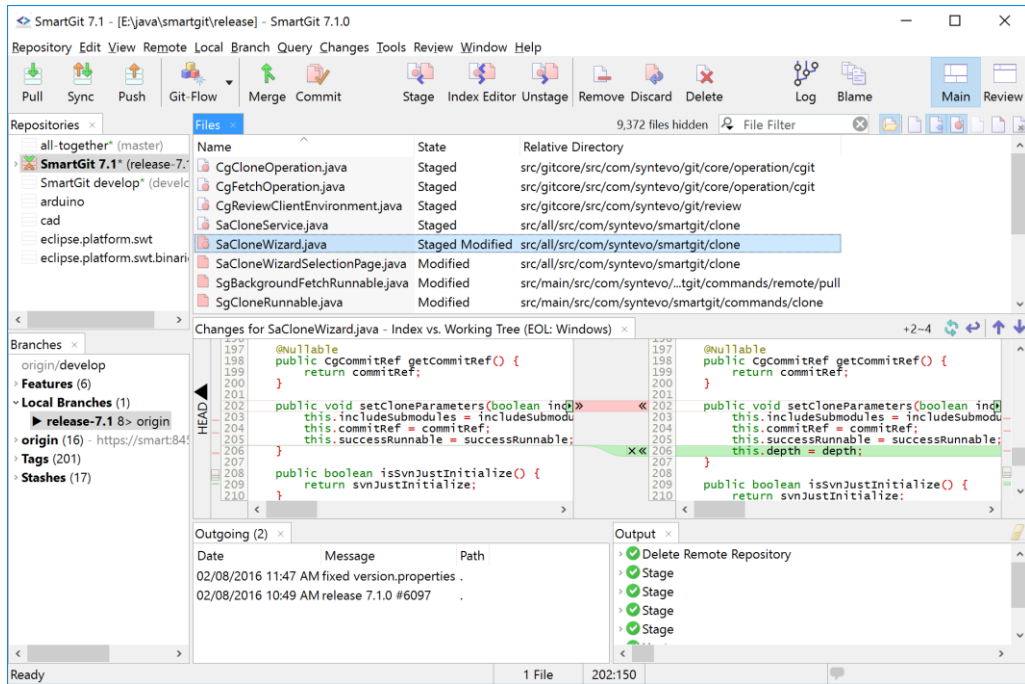 SmartGit 7.1 - [E:\java\smartgit\release] - SmartGit 7.1.0
Repository Edit View Remote Local Branch Query Changes Tools Review Window Help
Pull Sync Push Git-Flow Merge Commit Stage Index Editor Unstage Remove Discard Delete Log Blame Main Review
Repositories
all-together* (master)
SmartGit 7.1* (release-7.
SmartGit develop* (develo
arduino
cad
eclipse.platform.swt
eclipse.platform.swt.binari
Files 9,372 files hidden File Filter
Name State Relative Directory
CgCloneOperation.java Staged src/gitcore/src/com/syntevo/git/core/operation/cgit
CgFetchOperation.java Staged src/gitcore/src/com/syntevo/git/core/operation/cgit
CgReviewClientEnvironment.java Staged src/gitcore/src/com/syntevo/git/review
SaCloneService.java Staged src/all/src/com/syntevo/smartgit/clone
SaCloneWizard.java Staged Modified src/all/src/com/syntevo/smartgit/clone
SaCloneWizardSelectionPage.java Modified src/all/src/com/syntevo/smartgit/clone
SgBackgroundFetchRunnable.java Modified src/main/src/com/syntevo/...tgit/commands/remote/pull
SgCloneRunnable.java Modified src/main/src/com/syntevo/smartgit/commands/clone
Branches
origin/develop
Features (6)
Local Branches (1)
release-7.1 8> origin
origin (16) - https://smart:845
Tags (201)
Stashes (17)
Changes for SaCloneWizard.java - Index vs. Working Tree (EOL: Windows) +2~4
HEAD
197 @Nullable
198 public CgCommitRef getCommitRef() {
199 return commitRef;
200 }
201
202 public void setCloneParameters(boolean inc
203 this.includeSubmodules = includeSubmodu
204 this.commitRef = commitRef;
205 this.successRunnable = successRunnable;
206 }
207
208 public boolean isSvnJustInitialize() {
209 return svnJustInitialize;
210 }
197 @Nullable
198 public CgCommitRef getCommitRef() {
199 return commitRef;
200 }
201
202 public void setCloneParameters(boolean inc
203 this.includeSubmodules = includeSubmodu
204 this.commitRef = commitRef;
205 this.successRunnable = successRunnable;
206 this.depth = depth;
207 }
208
209 public boolean isSvnJustInitialize() {
210 return svnJustInitialize;
Outgoing (2)
Date Message Path
02/08/2016 11:47 AM fixed version.properties .
02/08/2016 10:49 AM release 7.1.0 #6097 .
Output
Delete Remote Repository
Stage
Stage
Stage
Stage
Ready 1 File 202:150